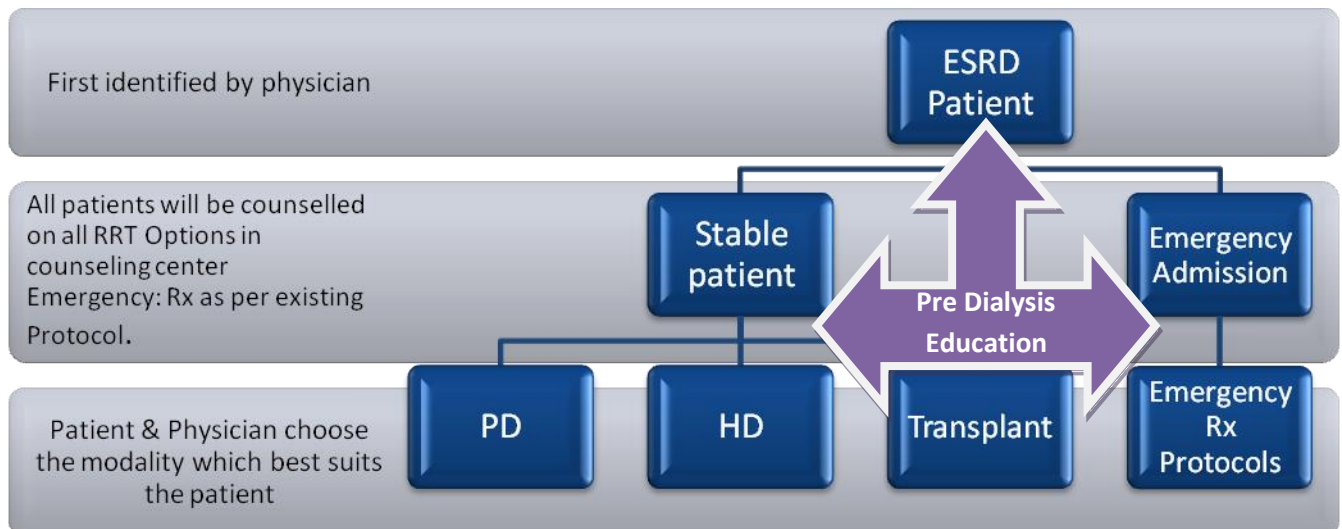 First identified by physician
ESRD
Patient
All patients will be counselled
on all RRT Options in
counseling center
Emergency: Rx as per existing
Protocol.
Stable
patient
Emergency
Admission
Pre Dialysis
Education
Patient & Physician choose
the modality which best suits
the patient
PD
HD
Transplant
Emergency
Rx
Protocols